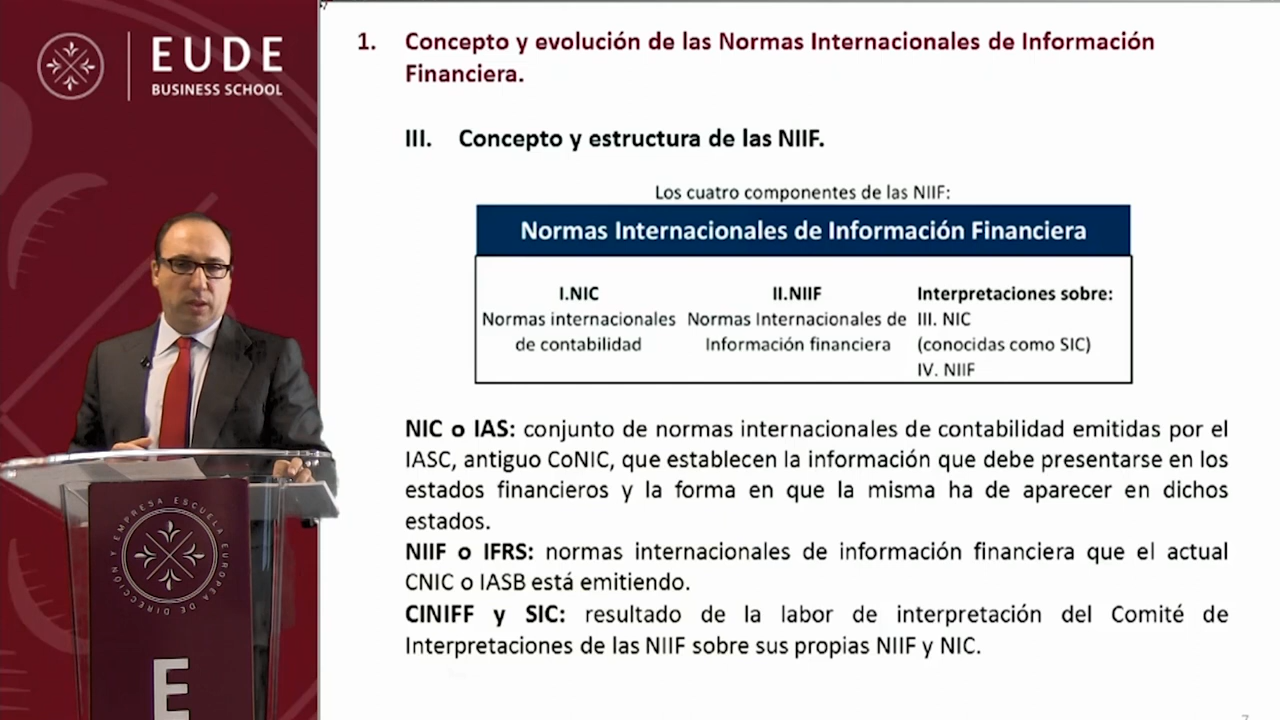 EUDE
BUSINESS SCHOOL
1. Concepto y evolución de las Normas Internacionales de Información
Financiera.
III. Concepto y estructura de las NIIF.
Los cuatro componentes de las NIIF:
Normas Internacionales de Información Financiera
I.NIC
Normas internacionales
de contabilidad
II.NIIF
Normas Internacionales de
Información financiera
Interpretaciones sobre:
III. NIC
(conocidas como SIC)
IV. NIIF
NIC o IAS: conjunto de normas internacionales de contabilidad emitidas por el
IASC, antiguo CoNIC, que establecen la información que debe presentarse en los
estados financieros y la forma en que la misma ha de aparecer en dichos
estados.
NIIF o IFRS: normas internacionales de información financiera que el actual
CNIC o IASB está emitiendo.
CINIFF y SIC: resultado de la labor de interpretación del Comité de
Interpretaciones de las NIIF sobre sus propias NIIF y NIC.
7
ESCUELA EUROPEA DE DIRECCIÓN Y EMPRESA
E